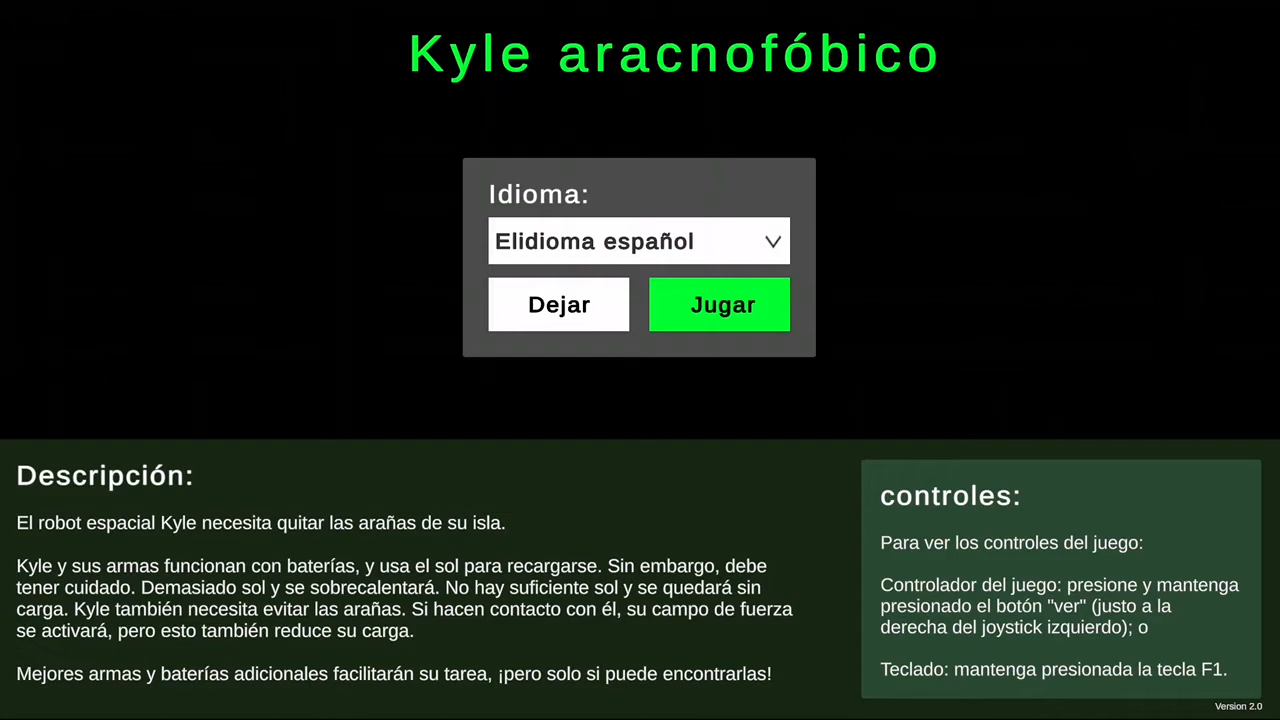 Kyle aracnofóbico
Idioma:
Elidioma español
Dejar
Jugar
Descripción:
El robot espacial Kyle necesita quitar las arañas de su isla.
Kyle y sus armas funcionan con baterías, y usa el sol para recargarse. Sin embargo, debe
tener cuidado. Demasiado sol y se sobrecalentará. No hay suficiente sol y se quedará sin
carga. Kyle también necesita evitar las arañas. Si hacen contacto con él, su campo de fuerza
se activará, pero esto también reduce su carga.
Mejores armas y baterías adicionales facilitarán su tarea, ¡pero solo si puede encontrarlas!
controles:
Para ver los controles del juego:
Controlador del juego: presione y mantenga
presionado el botón "ver" (justo a la
derecha del joystick izquierdo); o
Teclado: mantenga presionada la tecla F1.
Version 2.0